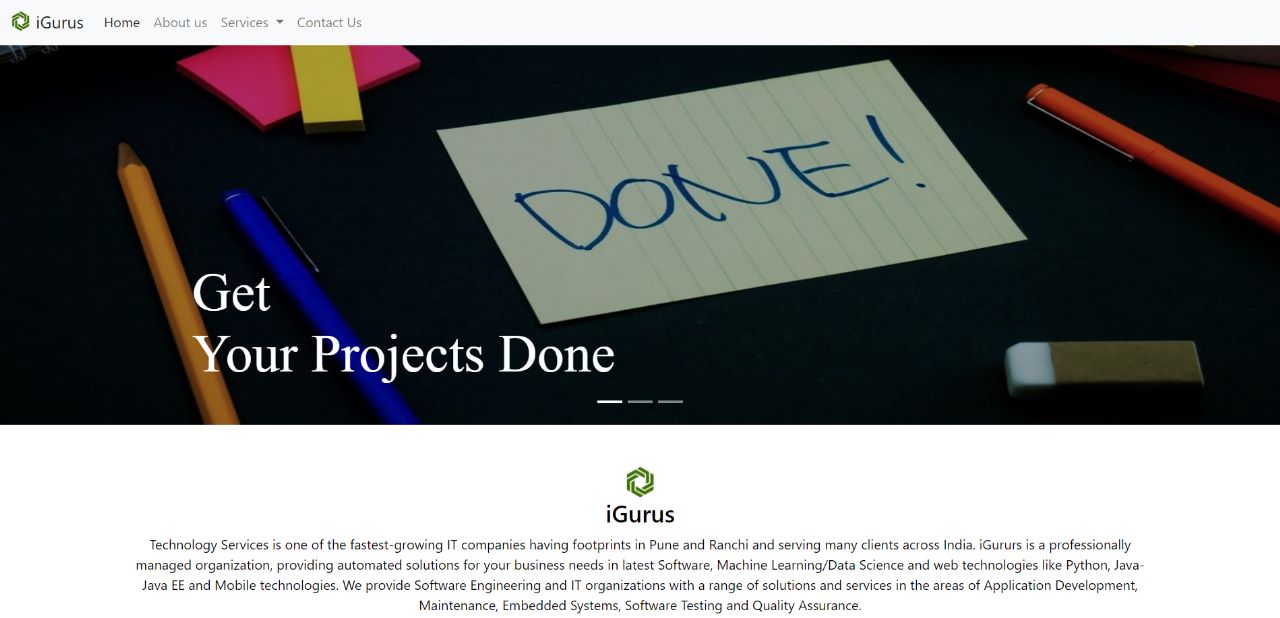 iGurus Home About us Services Contact Us
DONE!
Get
Your Projects Done
iGurus
Technology Services is one of the fastest-growing IT companies having footprints in Pune and Ranchi and serving many clients across India. iGururs is a professionally
managed organization, providing automated solutions for your business needs in latest Software, Machine Learning/Data Science and web technologies like Python, Java-
Java EE and Mobile technologies. We provide Software Engineering and IT organizations with a range of solutions and services in the areas of Application Development,
Maintenance, Embedded Systems, Software Testing and Quality Assurance.